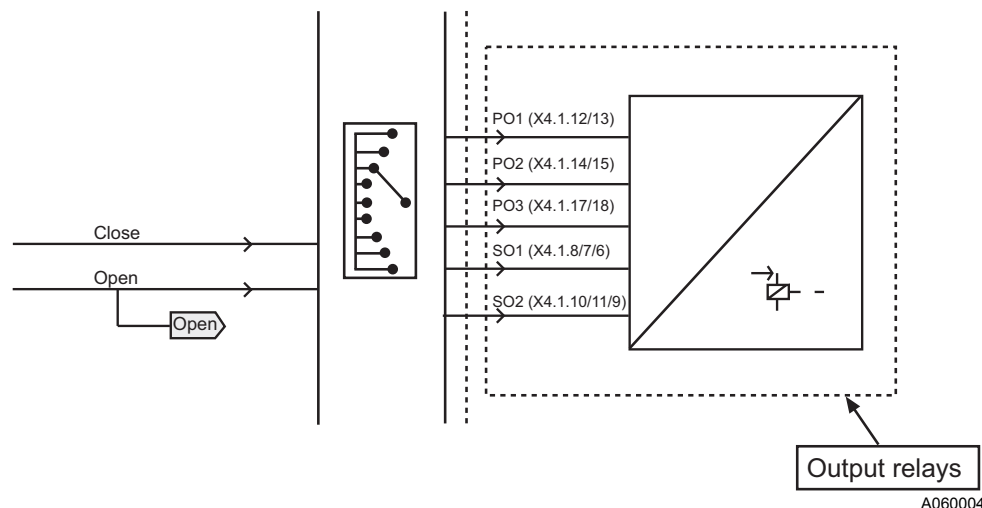 PO1 (X4.1.12/13)
PO2 (X4.1.14/15)
PO3 (X4.1.17/18)
Close
SO1 (X4.1.8/7/6)
Open
SO2 (X4.1.10/11/9)
Open
Output relays
A060004